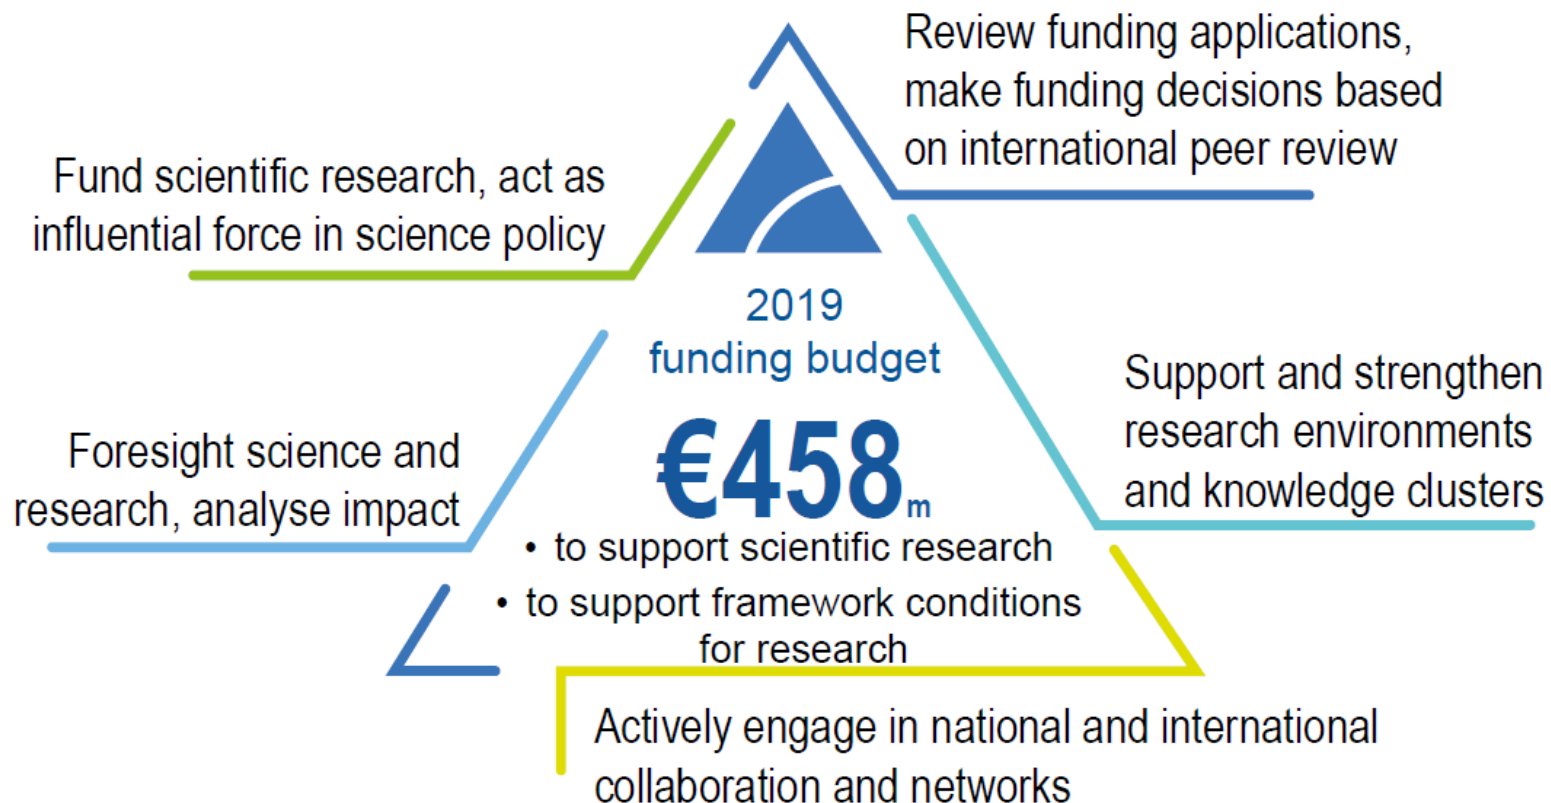 Review funding applications,
make funding decisions based
on international peer review
Fund scientific research, act as
influential force in science policy
2019
funding budget
€458m
• to support scientific research
• to support framework conditions
for research
Support and strengthen
research environments
and knowledge clusters
Foresight science and
research, analyse impact
Actively engage in national and international
collaboration and networks